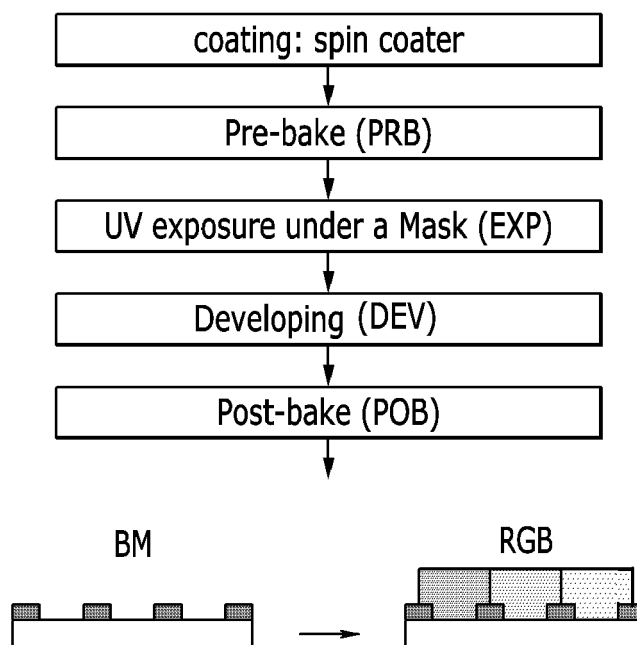 coating: spin coater
Pre-bake (PRB)
UV exposure under a Mask (EXP)
Developing (DEV)
Post-bake (POB)
BM
RGB